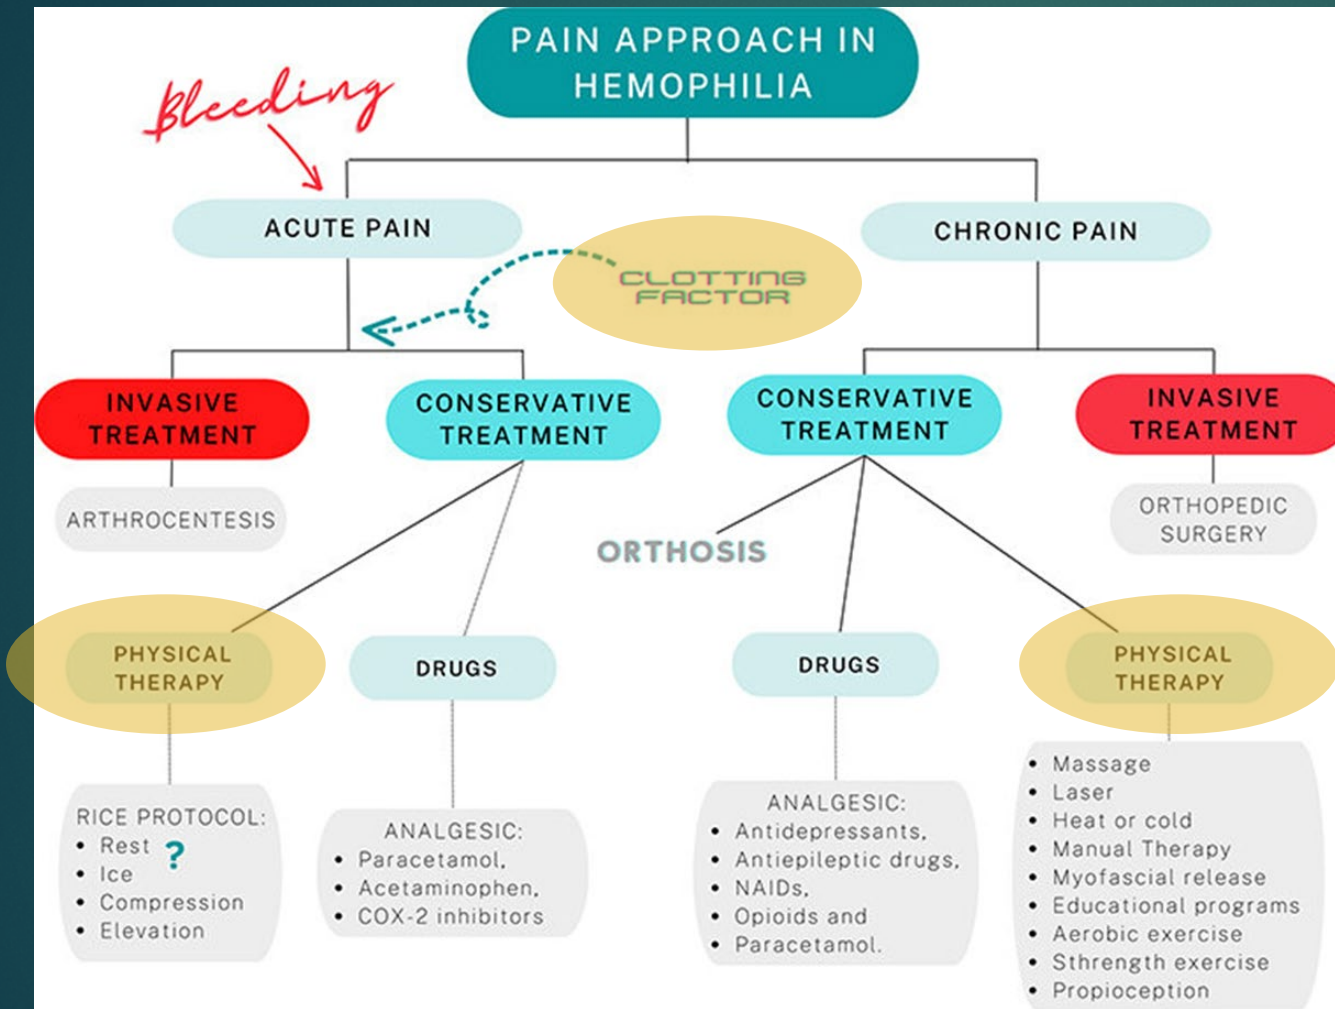 PAIN APPROACH IN
HEMOPHILIA
Bleeding
ACUTE PAIN
CHRONIC PAIN
CLOTTING
FACTOR
INVASIVE
TREATMENT
CONSERVATIVE
TREATMENT
CONSERVATIVE
TREATMENT
INVASIVE
TREATMENT
ARTHROCENTESIS
ORTHOPEDIC
SURGERY
ORTHOSIS
PHYSICAL
THERAPY
DRUGS
DRUGS
PHYSICAL
THERAPY
RICE PROTOCOL:
• Rest ?
• Ice
• Compression
• Elevation
ANALGESIC:
• Paracetamol,
• Acetaminophen,
• COX-2 inhibitors
ANALGESIC:
• Antidepressants,
• Antiepileptic drugs,
• NAIDs,
• Opioids and
• Paracetamol.
• Massage
• Laser
• Heat or cold
• Manual Therapy
• Myofascial release
• Educational programs
• Aerobic exercise
• Sthrength exercise
• Propioception